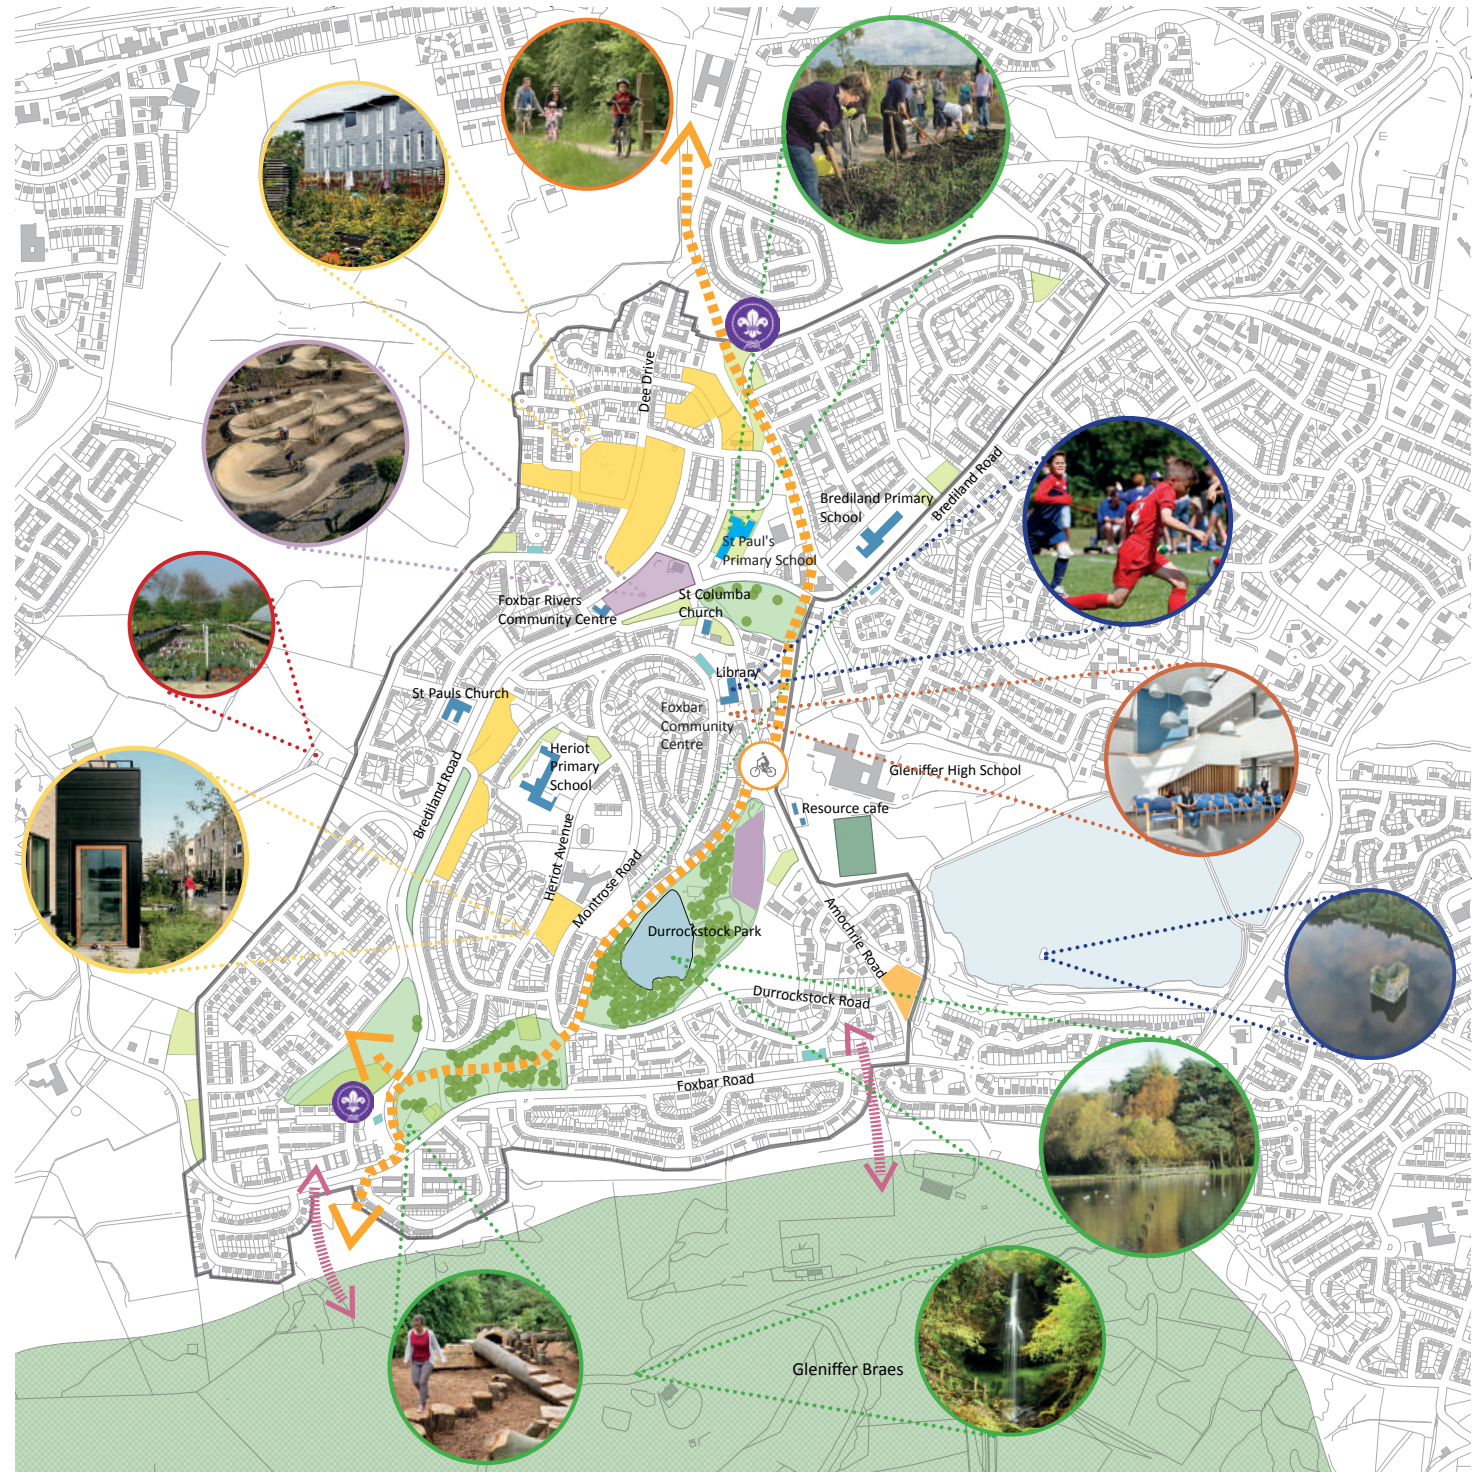 Dee Drive
Brediland Primary
School
Brediland Road
St Paul's
Primary School
Foxbar Rivers
Community Centre
St Columba
Church
Library
St Pauls Church
Foxbar
Community
Centre
Heriot
Primary
School
Gleniffer High School
Brediland Road
Resource cafe
Heriot Avenue
Montrose Road
Durrockstock Park
Amochrie Road
Durrockstock Road
Foxbar Road
Gleniffer Braes